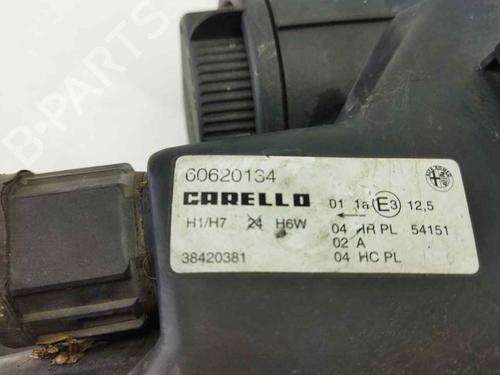 B-PARTS
60620134
CARELLO 01 1a E3 12,5
H1/H7 24 H6W 04 HR PL 54151
02 A
38420381 04 HC PL